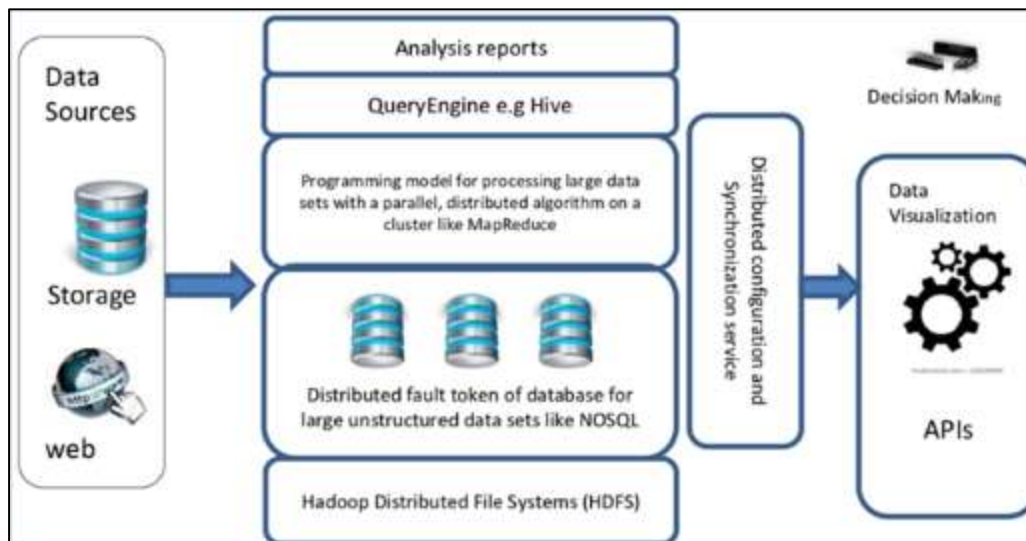 Data
Sources
Storage
web
Analysis reports
QueryEngine e.g Hive
Programming model for processing large data
sets with a parallel, distributed algorithm on a
cluster like MapReduce
Distributed fault token of database for
large unstructured data sets like NOSQL
Hadoop Distributed File Systems (HDFS)
Distributed configuration and
Synchronization service
Decision Making
Data
Visualization
APIs